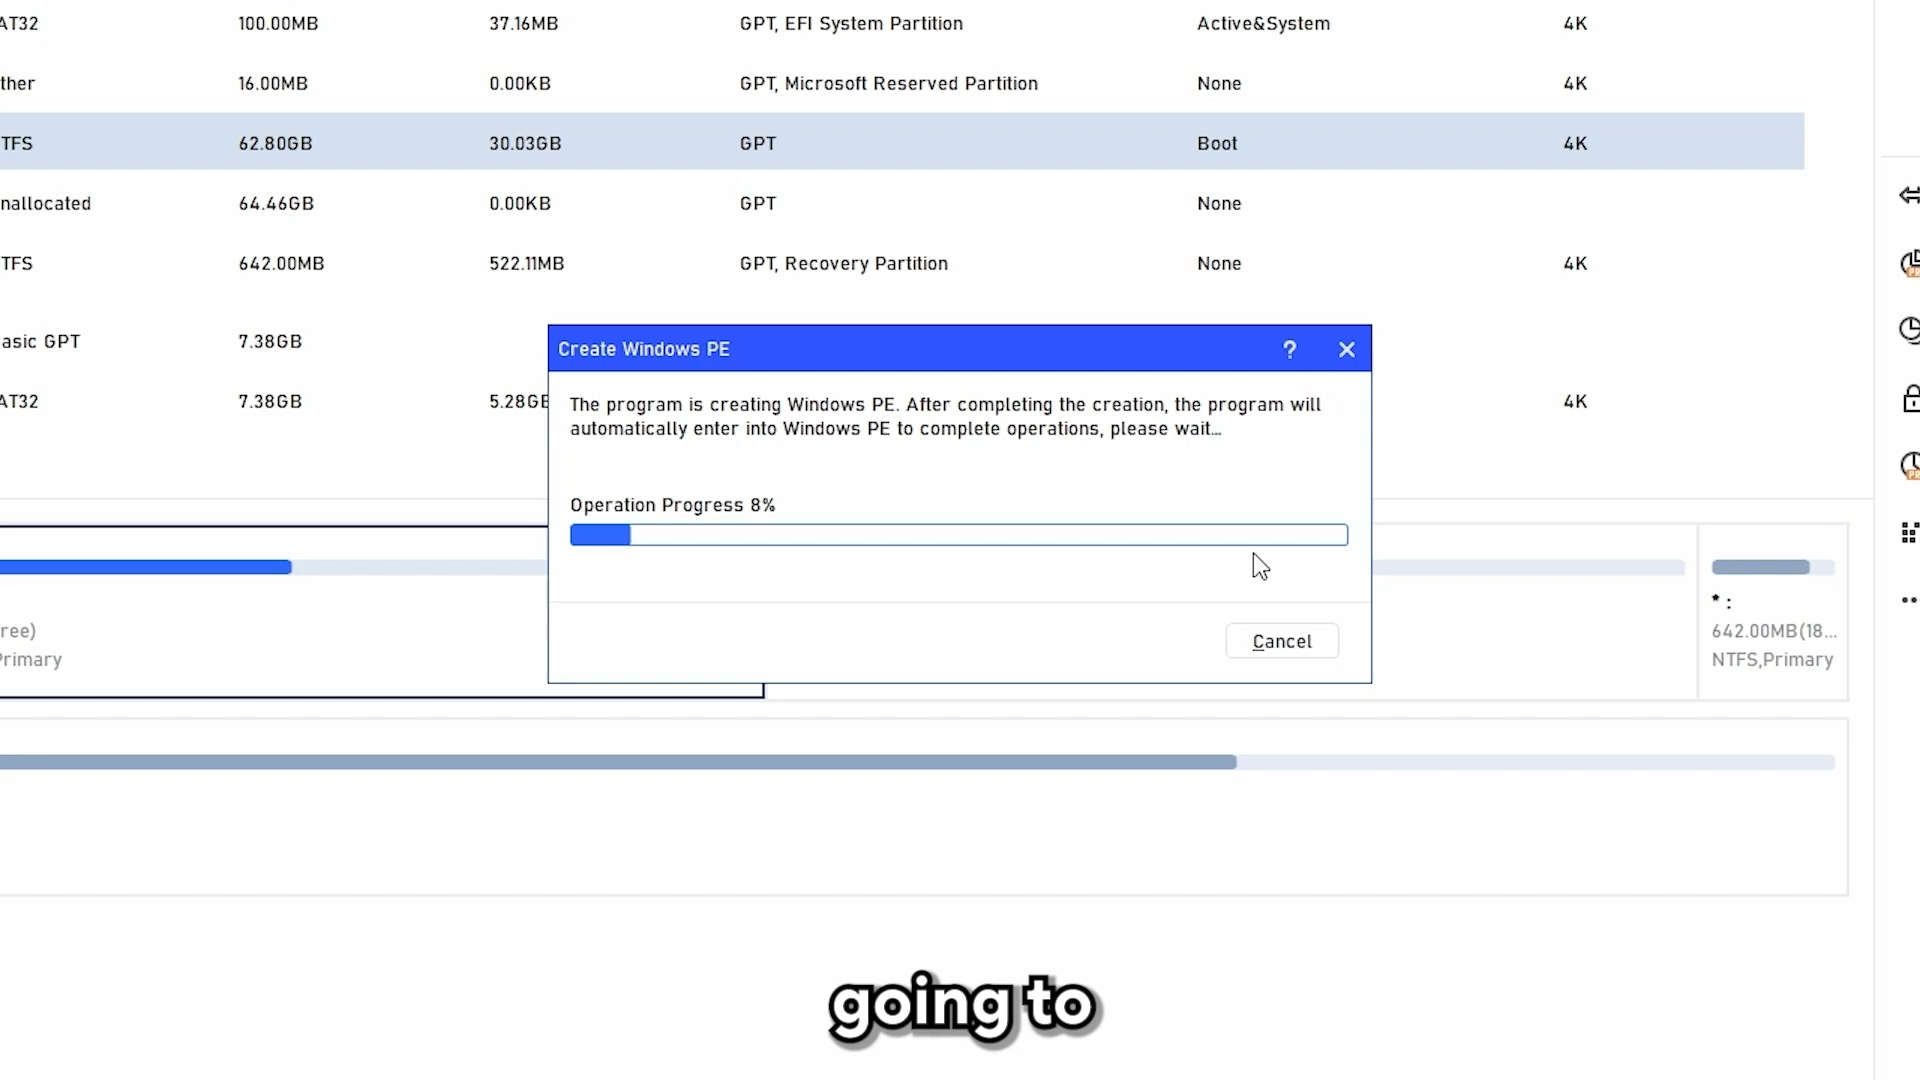 AT32 100.00MB 37.16MB GPT, EFI System Partition Active&System 4K
ther 16.00MB 0.00KB GPT, Microsoft Reserved Partition None 4K
TFS 62.80GB 30.03GB GPT Boot 4K
nallocated 64.46GB 0.00KB GPT None
TFS 642.00MB 522.11MB GPT, Recovery Partition None 4K
asic GPT 7.38GB
AT32 7.38GB 5.28GB 4K
Create Windows PE ?
The program is creating Windows PE. After completing the creation, the program will
automatically enter into Windows PE to complete operations, please wait...
Operation Progress 8%
Cancel
ree)
Primary
* :
642.00MB(18...
NTFS,Primary
going to